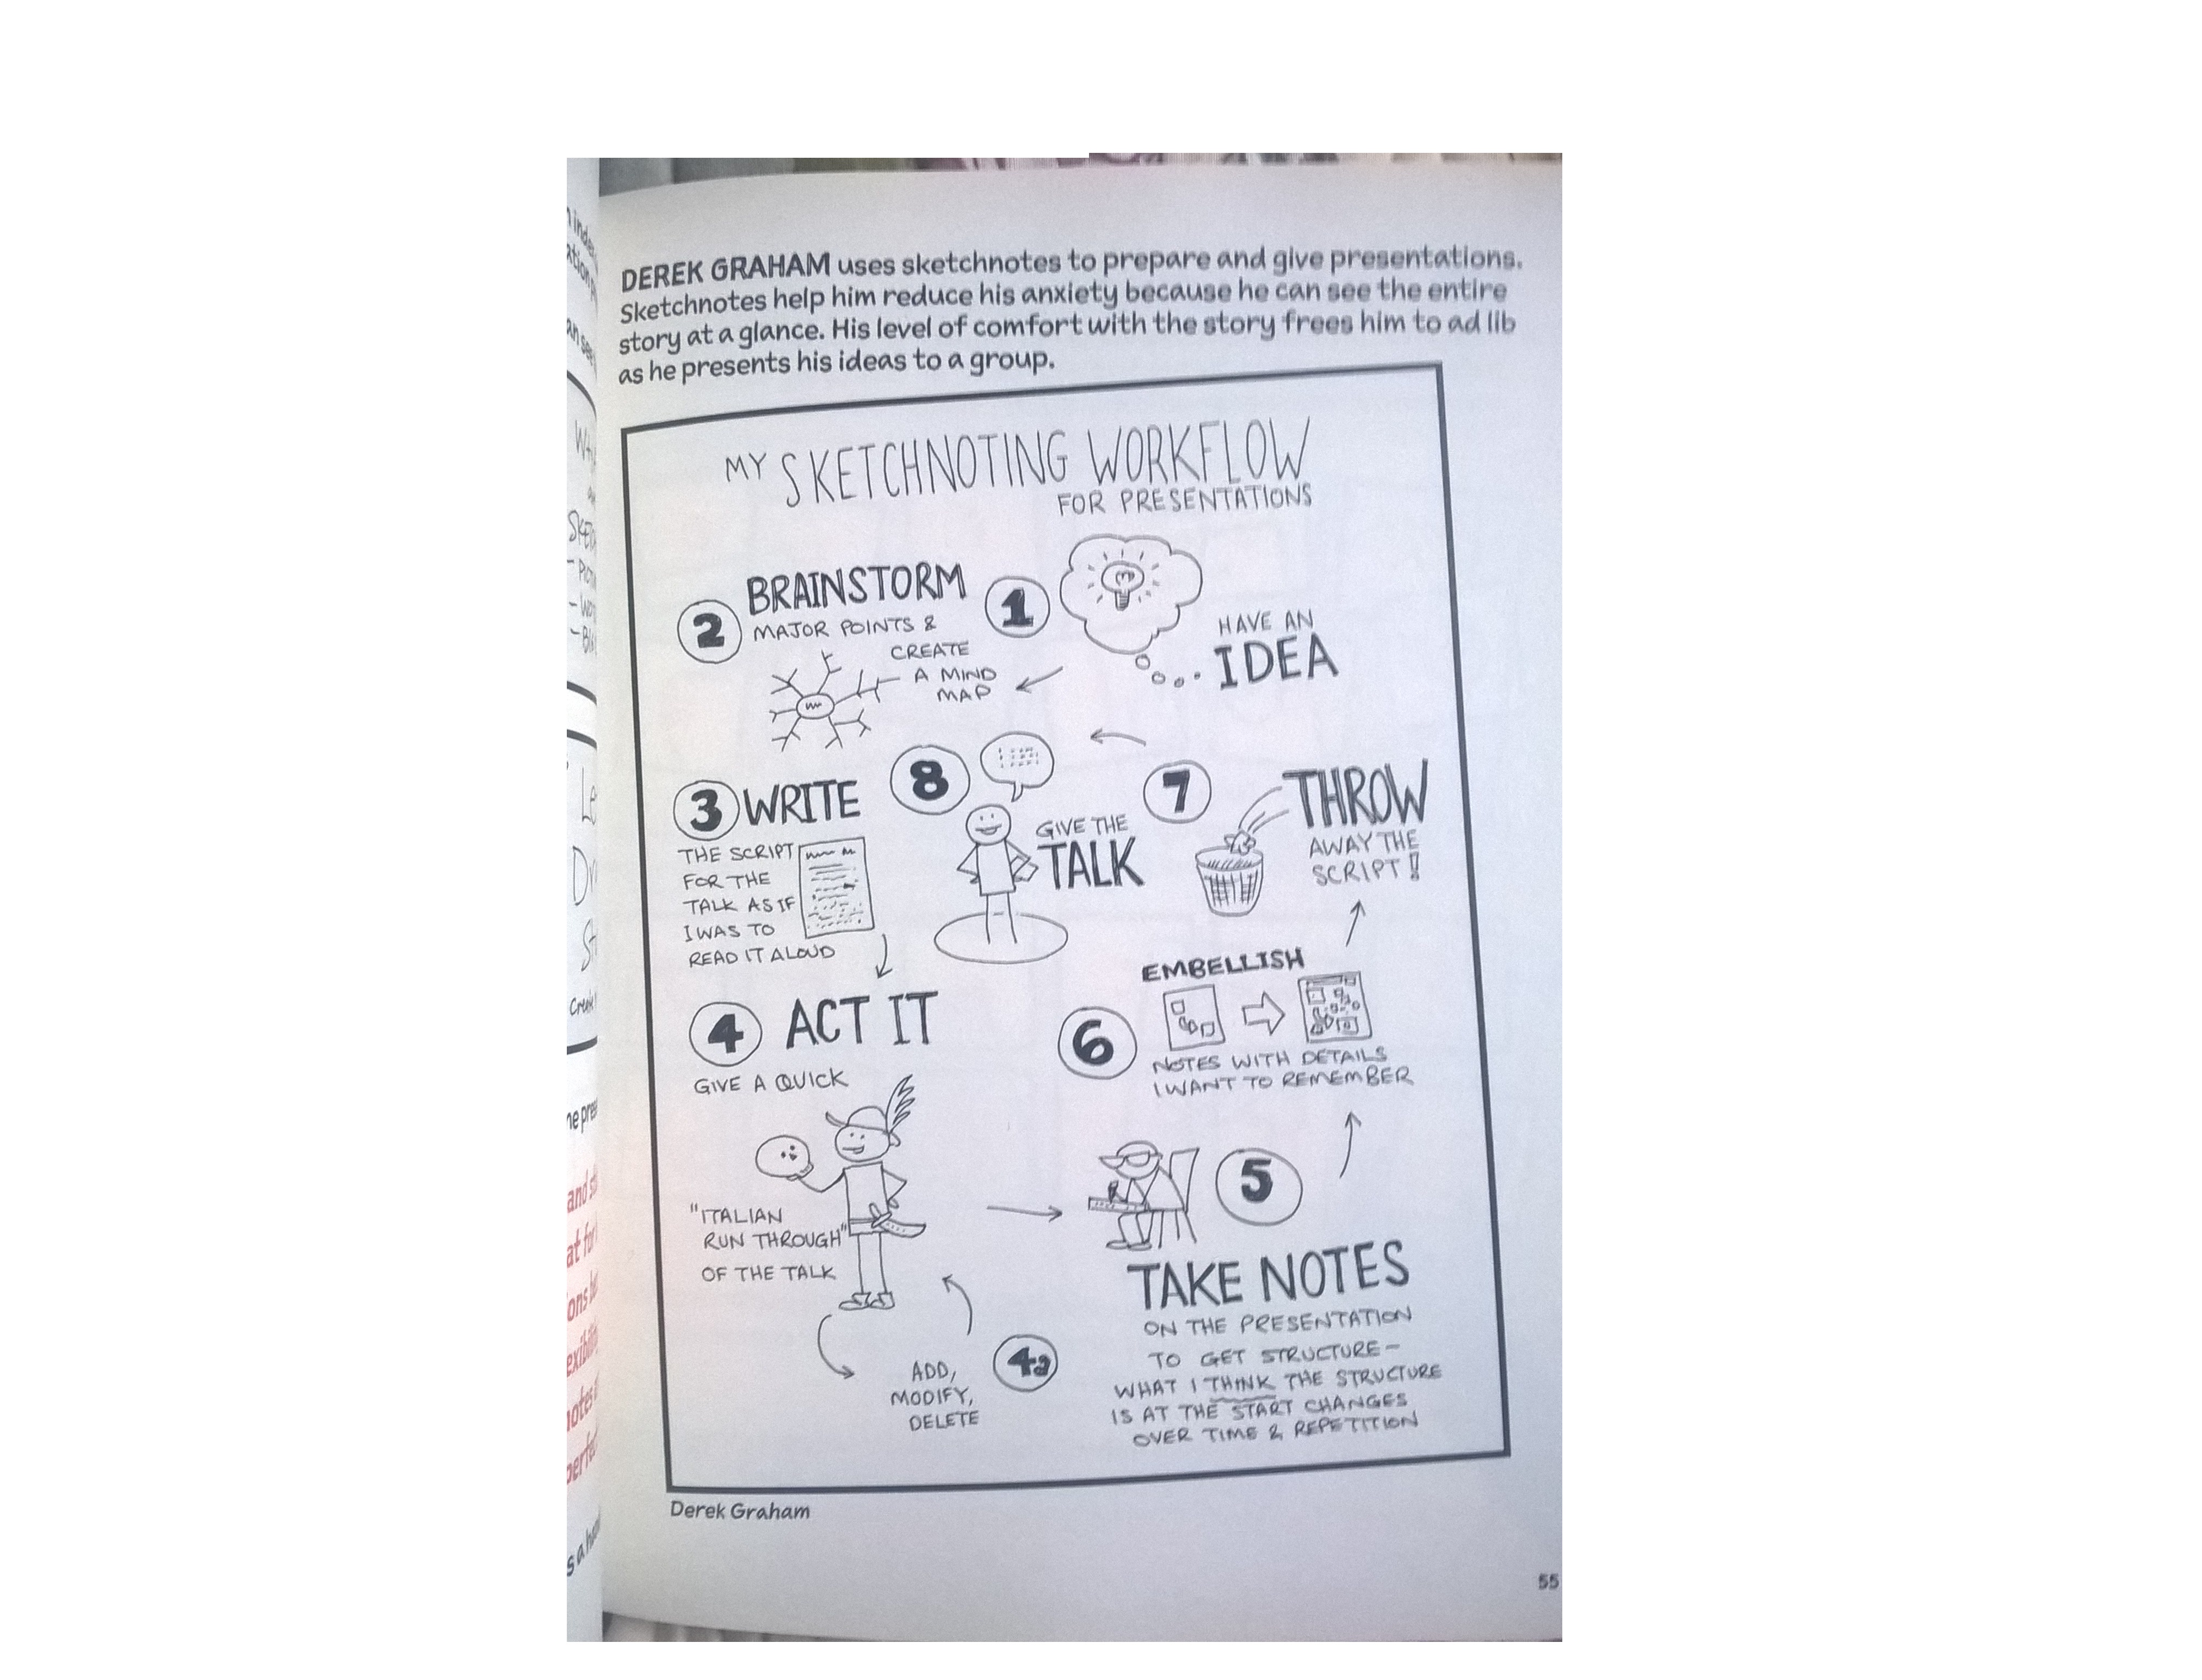 DEREK GRAHAM uses sketchnotes to prepare and give presentations.
Sketchnotes help him reduce his anxiety because he can see the entire
story at a glance. His level of comfort with the story frees him to ad lib
as he presents his ideas to a group.
MY SKETCHNOTING WORKFLOW
FOR PRESENTATIONS
1
HAVE AN
IDEA
2
BRAINSTORM
MAJOR POINTS &
CREATE
A MIND
MAP
3 WRITE
THE SCRIPT
FOR THE
TALK AS IF
I WAS TO
READ IT ALOUD
4 ACT IT
GIVE A QUICK
"ITALIAN
RUN THROUGH"
OF THE TALK
4a
ADD,
MODIFY,
DELETE
5
TAKE NOTES
ON THE PRESENTATION
TO GET STRUCTURE—
WHAT I THINK THE STRUCTURE
IS AT THE START CHANGES
OVER TIME & REPETITION
6
EMBELLISH
NOTES WITH DETAILS
I WANT TO REMEMBER
7
THROW
AWAY THE
SCRIPT!
8
GIVE THE
TALK
Derek Graham
55